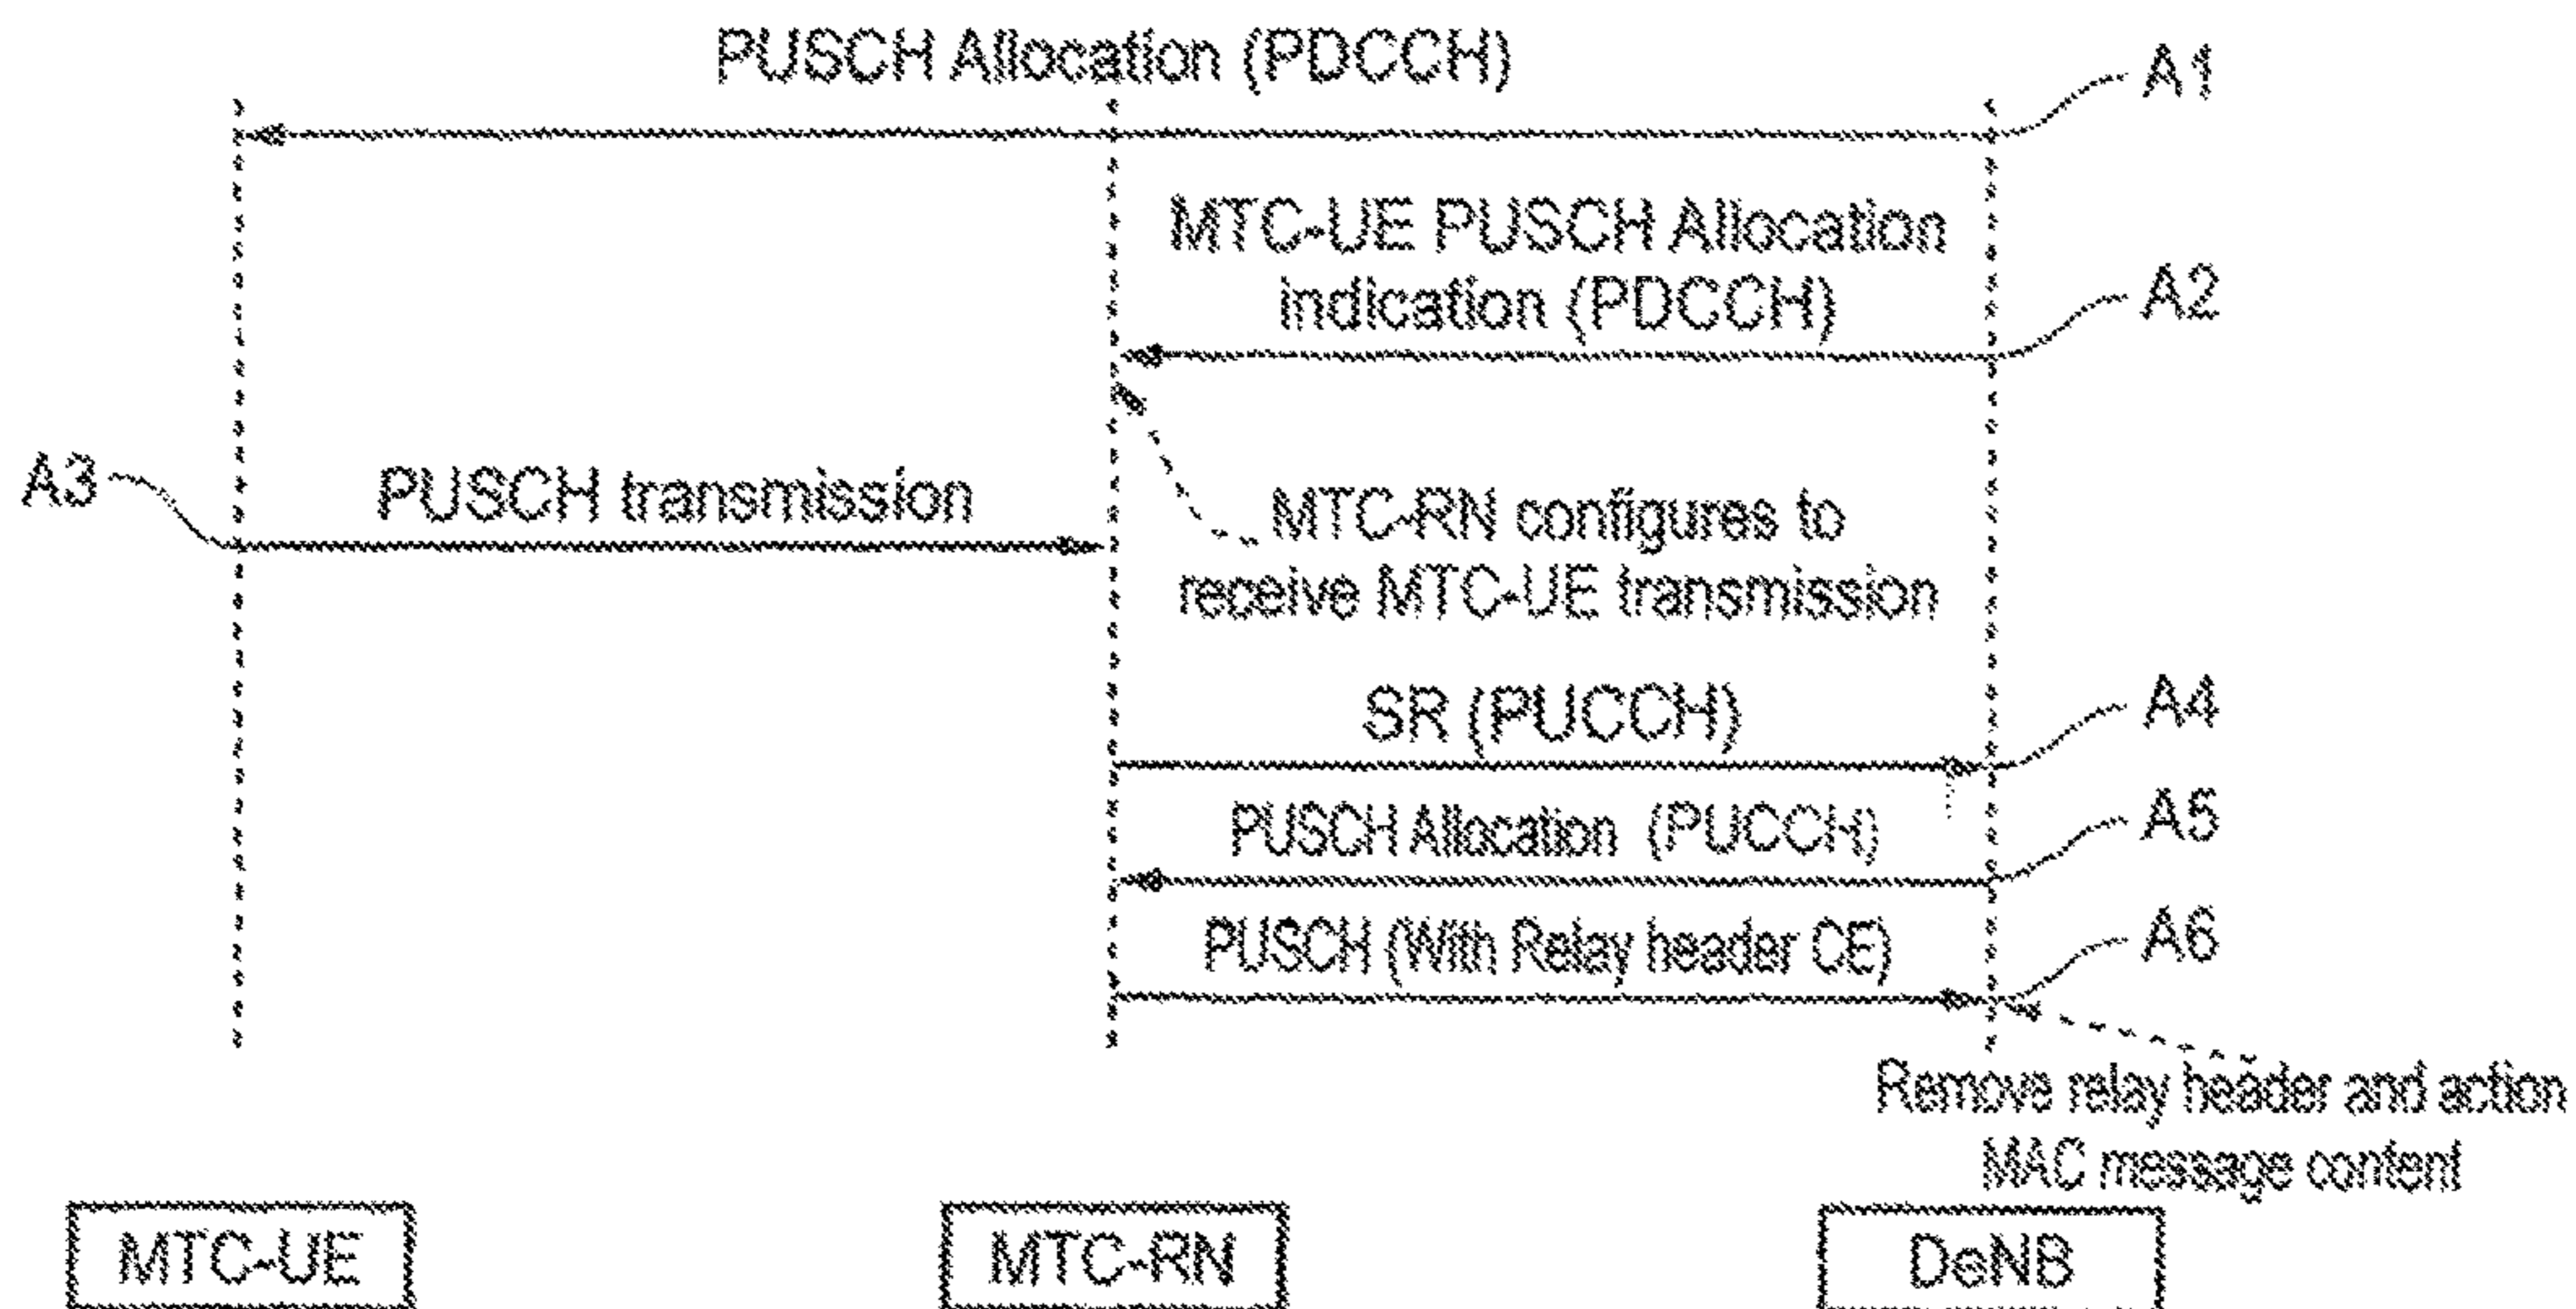 PUSCH Allocation (PDCCH)
A1
MTC-UE PUSCH Allocation
indication (PDCCH)
A2
A3
PUSCH transmission
MTC-RN configures to
receive MTC-UE transmission
SR (PUCCH)
A4
PUSCH Allocation (PUCCH)
A5
PUSCH (With Relay header CE)
A6
Remove relay header and action
MAC message content
MTC-UE
MTC-RN
DeNB